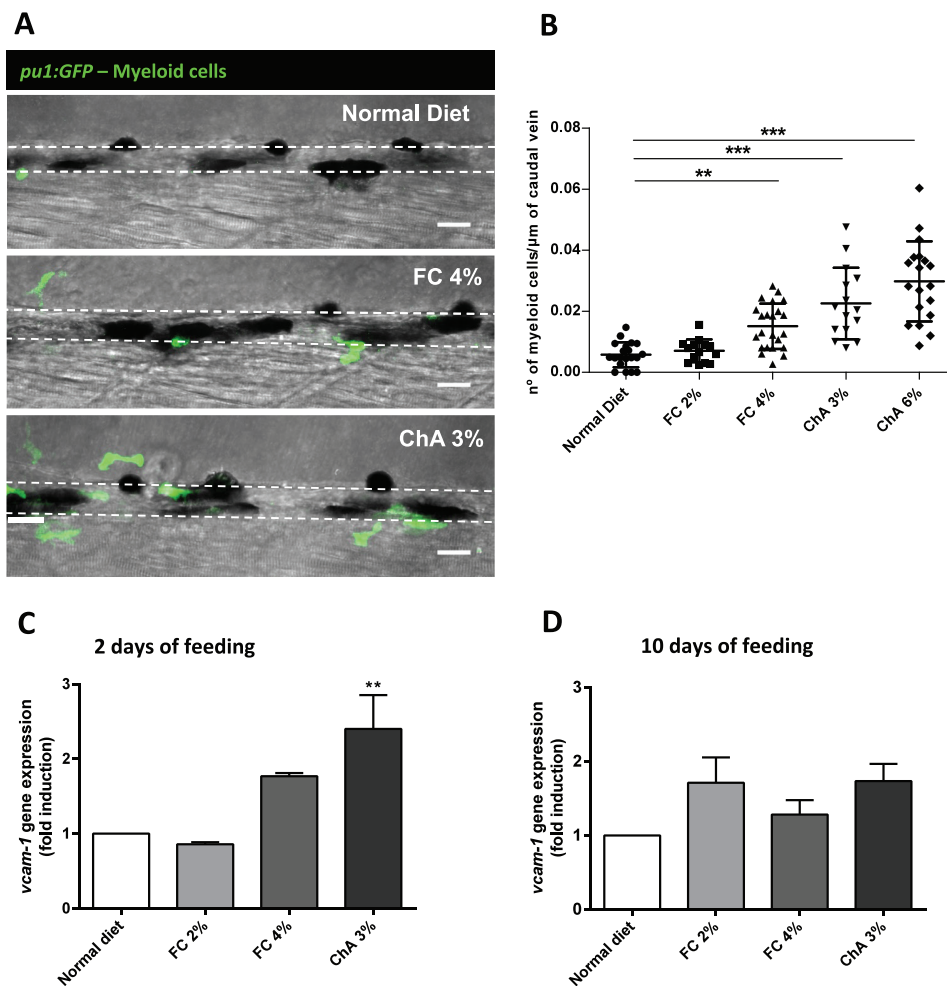 A
pu1:GFP – Myeloid cells
Normal Diet
FC 4%
ChA 3%
B
nº of myeloid cells/µm of caudal vein
0.08
0.06
0.04
0.02
0.00
***
***
**
Normal Diet
FC 2%
FC 4%
ChA 3%
ChA 6%
C
2 days of feeding
vcam-1 gene expression
(fold induction)
3
2
1
0
**
Normal diet
FC 2%
FC 4%
ChA 3%
D
10 days of feeding
vcam-1 gene expression
(fold induction)
3
2
1
0
Normal diet
FC 2%
FC 4%
ChA 3%